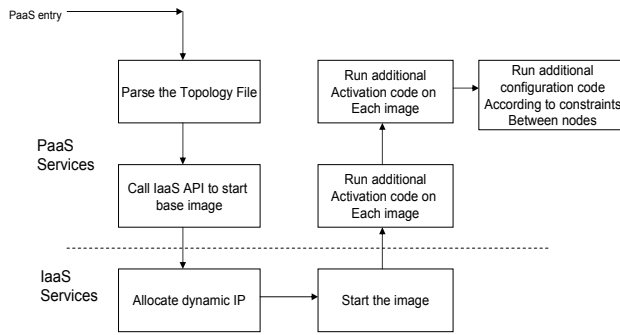 PaaS entry
Parse the Topology File
PaaS
Services
Call IaaS API to start
base image
IaaS
Services
Allocate dynamic IP
Start the image
Run additional
Activation code on
Each image
Run additional
Activation code on
Each image
Run additional
configuration code
According to constraints
Between nodes